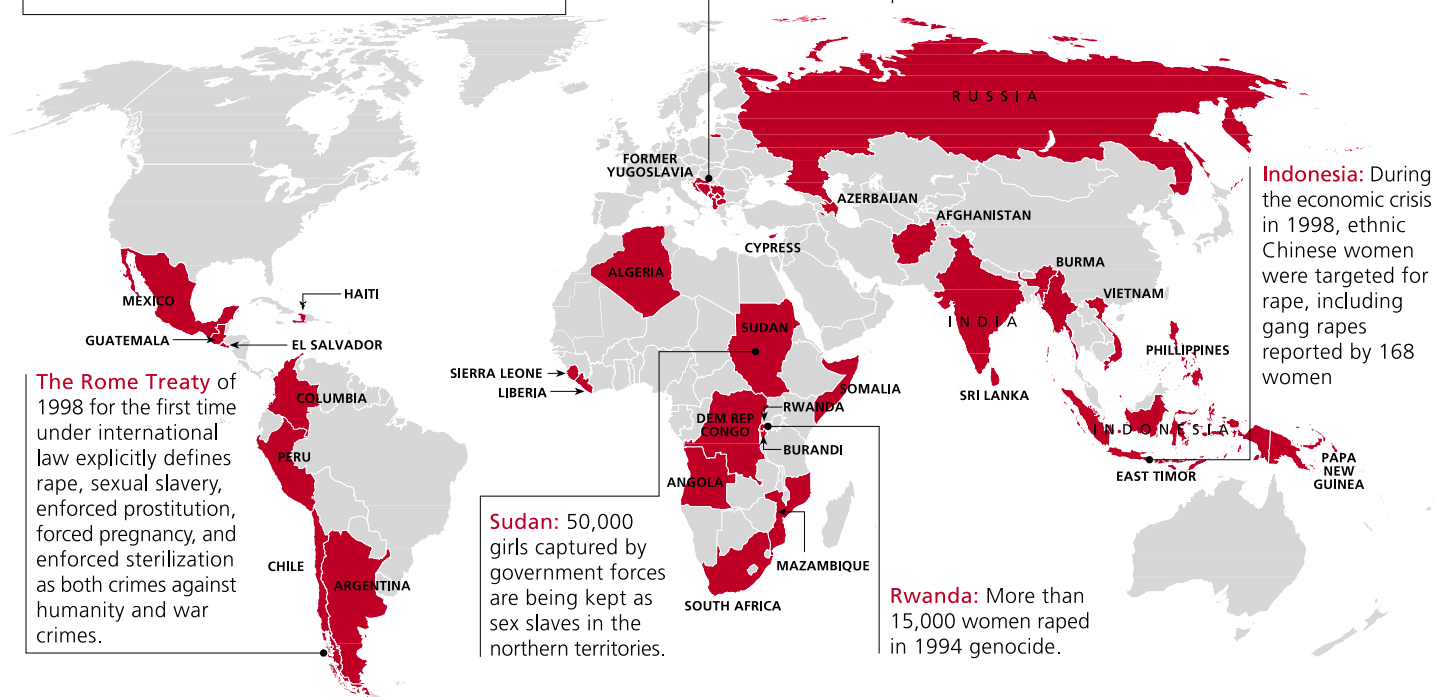 RUSSIA
FORMER
YUGOSLAVIA
AZERBAIJAN
AFGHANISTAN
CYPRESS
ALGERIA
BURMA
VIETNAM
INDIA
MEXICO
HAITI
GUATEMALA
EL SALVADOR
SUDAN
PHILLIPPINES
SIERRA LEONE
LIBERIA
SOMALIA
SRI LANKA
COLUMBIA
DEM REP
CONGO
RWANDA
INDONESIA
BURANDI
PERU
ANGOLA
EAST TIMOR
PAPA
NEW
GUINEA
CHILE
ARGENTINA
MAZAMBIQUE
SOUTH AFRICA
Indonesia: During
the economic crisis
in 1998, ethnic
Chinese women
were targeted for
rape, including
gang rapes
reported by 168
women
The Rome Treaty of
1998 for the first time
under international
law explicitly defines
rape, sexual slavery,
enforced prostitution,
forced pregnancy, and
enforced sterilization
as both crimes against
humanity and war
crimes.
Sudan: 50,000
girls captured by
government forces
are being kept as
sex slaves in the
northern territories.
Rwanda: More than
15,000 women raped
in 1994 genocide.